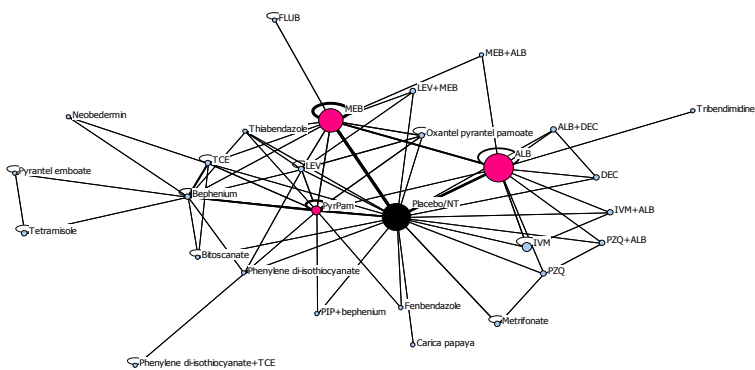 FLUB
MEB+ALB
LEV+MEB
MEB
Neobedermin
Tribendimidine
Thiabendazole
Oxantel pyrantel pamoate
ALB+DEC
ALB
TCE
LEV
Pyrantel emboate
DEC
Bephenium
PyrPam
Placebo/NT
IVM+ALB
Tetramisole
IVM
PZQ+ALB
Bitoscanate
Phenylene di-isothiocyanate
PZQ
PIP+bephenium
Fenbendazole
Metrifonate
Carica papaya
Phenylene di-isothiocyanate+TCE